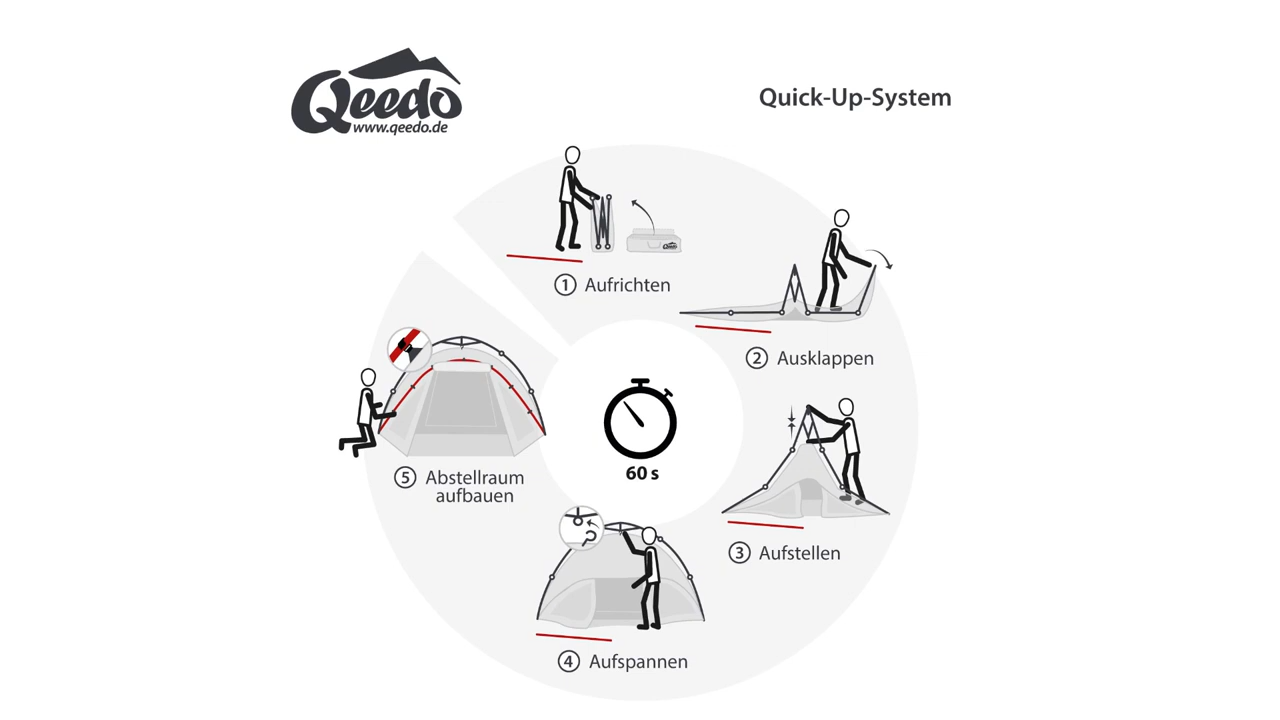 Qeedo
www.qeedo.de
Quick-Up-System
Qeedo
1 Aufrichten
2 Ausklappen
60 s
3 Aufstellen
4 Aufspannen
5 Abstellraum
aufbauen